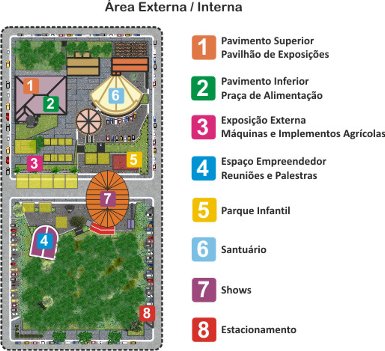 Área Externa / Interna
1 Pavimento Superior
Pavilhão de Exposições
2 Pavimento Inferior
Praça de Alimentação
3 Exposição Externa
Máquinas e Implementos Agrícolas
4 Espaço Empreendedor
Reuniões e Palestras
5 Parque Infantil
6 Santuário
7 Shows
8 Estacionamento
1
2
6
3
5
7
4
8